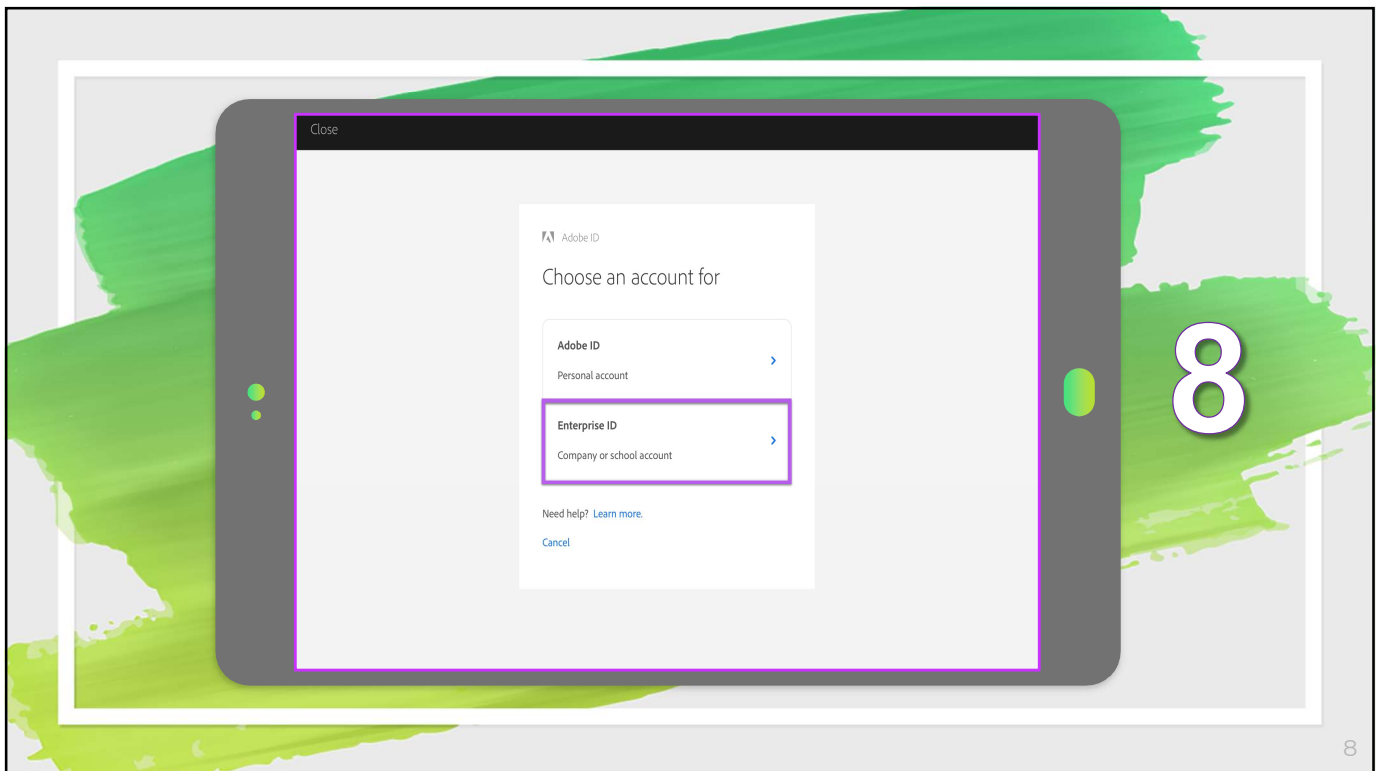 Close
Adobe ID
Choose an account for
Adobe ID
Personal account
Enterprise ID
Company or school account
Need help? Learn more.
Cancel
8
8